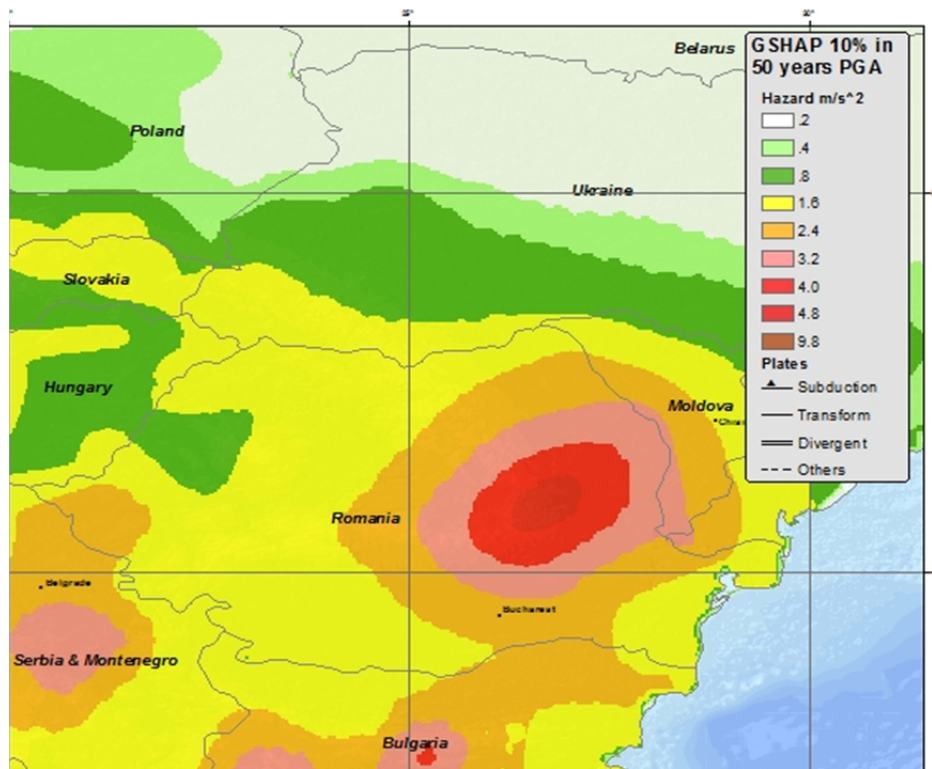 25°
30°
Belarus
GSHAP 10% in
50 years PGA
Hazard m/s^2
.2
.4
.8
1.6
2.4
3.2
4.0
4.8
9.8
Plates
Subduction
Transform
Divergent
Others
Poland
Ukraine
Slovakia
Hungary
Moldova
Romania
Belgrade
Bucharest
Serbia & Montenegro
Bulgaria